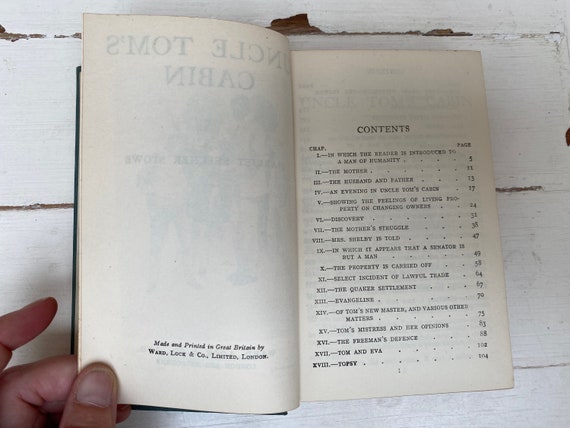 UNCLE TOM'S
CABIN
Made and Printed in Great Britain by
WARD, LOCK & CO., LIMITED, LONDON.
CONTENTS
CHAP. PAGE
I.—IN WHICH THE READER IS INTRODUCED TO
A MAN OF HUMANITY . . . . 5
II.—THE MOTHER . . . . . . 11
III.—THE HUSBAND AND FATHER . . . . 13
IV.—AN EVENING IN UNCLE TOM'S CABIN . . 17
V.—SHOWING THE FEELINGS OF LIVING PRO-
PERTY ON CHANGING OWNERS . . . 24
VI.—DISCOVERY . . . . . . 31
VII.—THE MOTHER'S STRUGGLE . . . . 38
VIII.—MRS. SHELBY IS TOLD . . . . 47
IX.—IN WHICH IT APPEARS THAT A SENATOR IS
BUT A MAN . . . . . . 49
X.—THE PROPERTY IS CARRIED OFF . . . 58
XI.—SELECT INCIDENT OF LAWFUL TRADE . . 64
XII.—THE QUAKER SETTLEMENT . . . . 67
XIII.—EVANGELINE . . . . . . 70
XIV.—OF TOM'S NEW MASTER, AND VARIOUS OTHER
MATTERS . . . . . . 75
XV.—TOM'S MISTRESS AND HER OPINIONS . . 83
XVI.—THE FREEMAN'S DEFENCE . . . . 88
XVII.—TOM AND EVA . . . . . 102
XVIII.—TOPSY . . . . . . 104